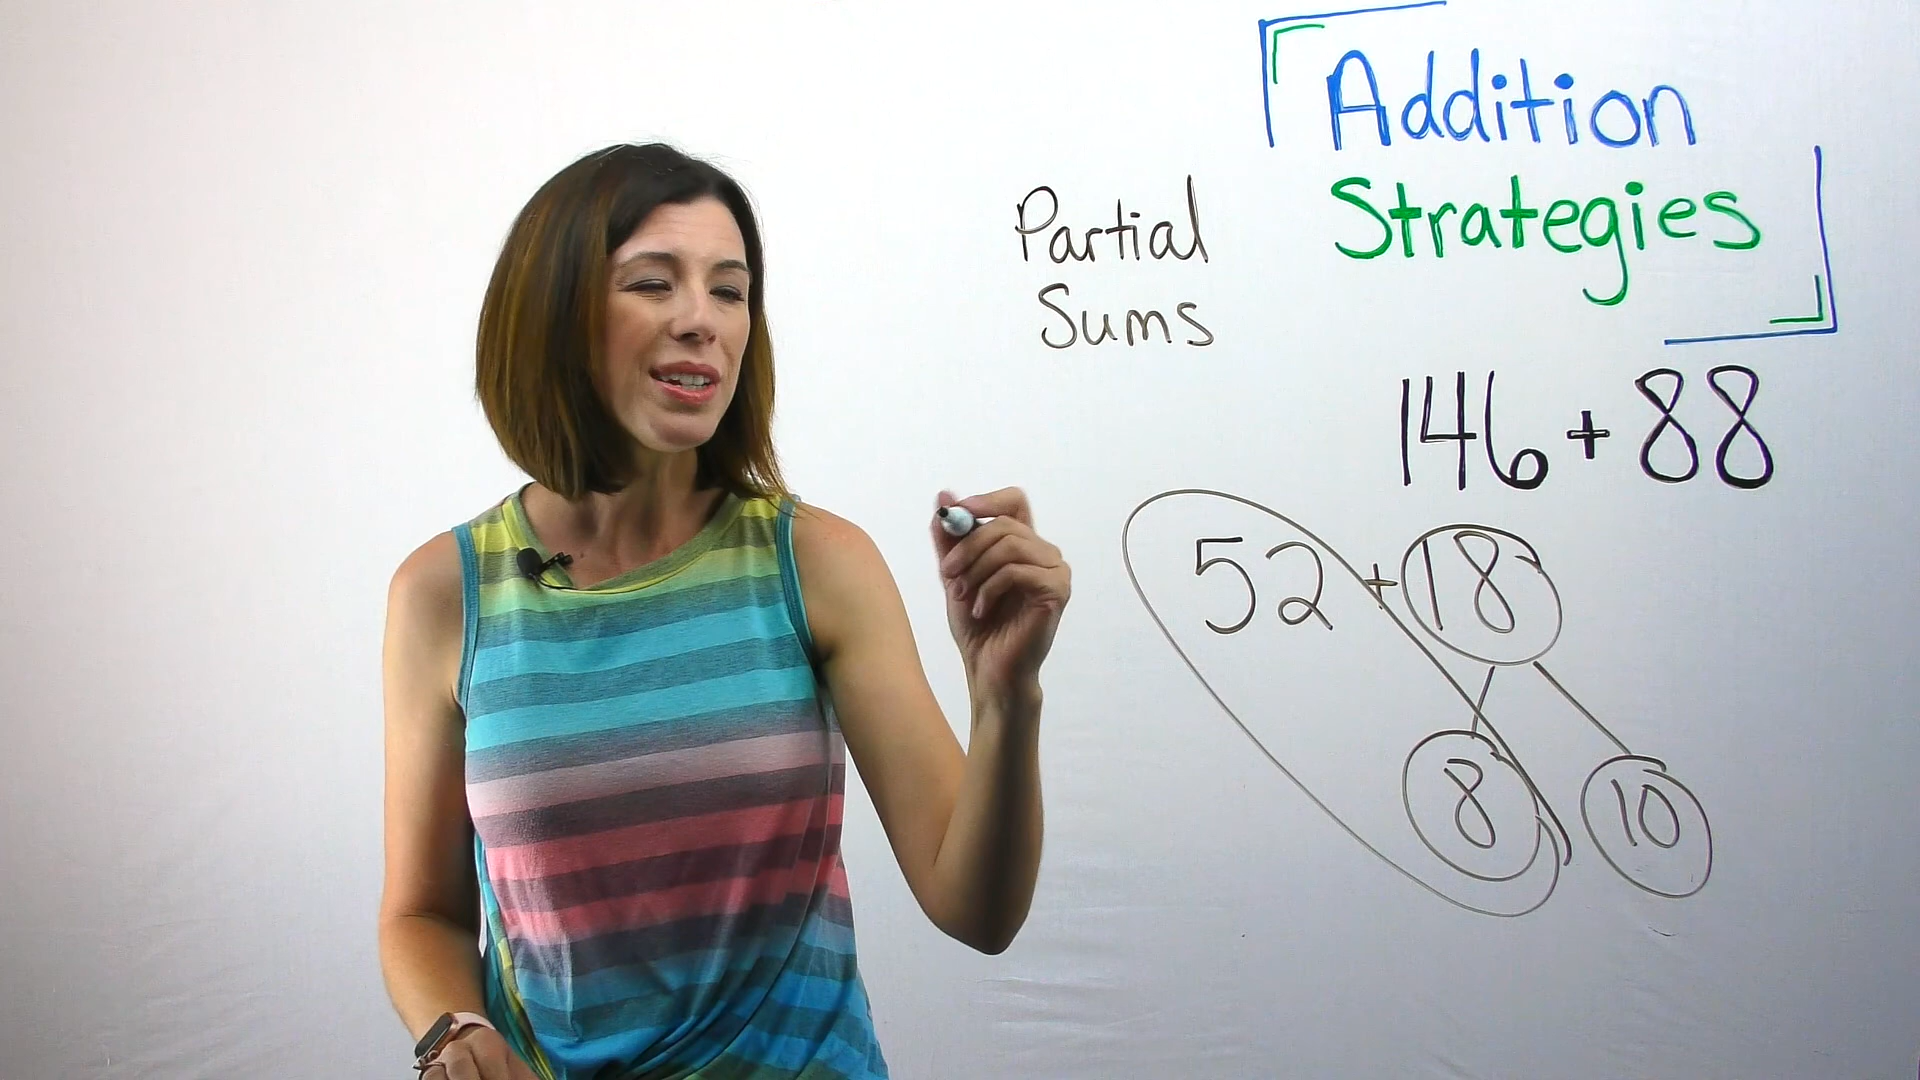 Addition
Strategies
Partial
Sums
146 + 88
52 + 18
8 10